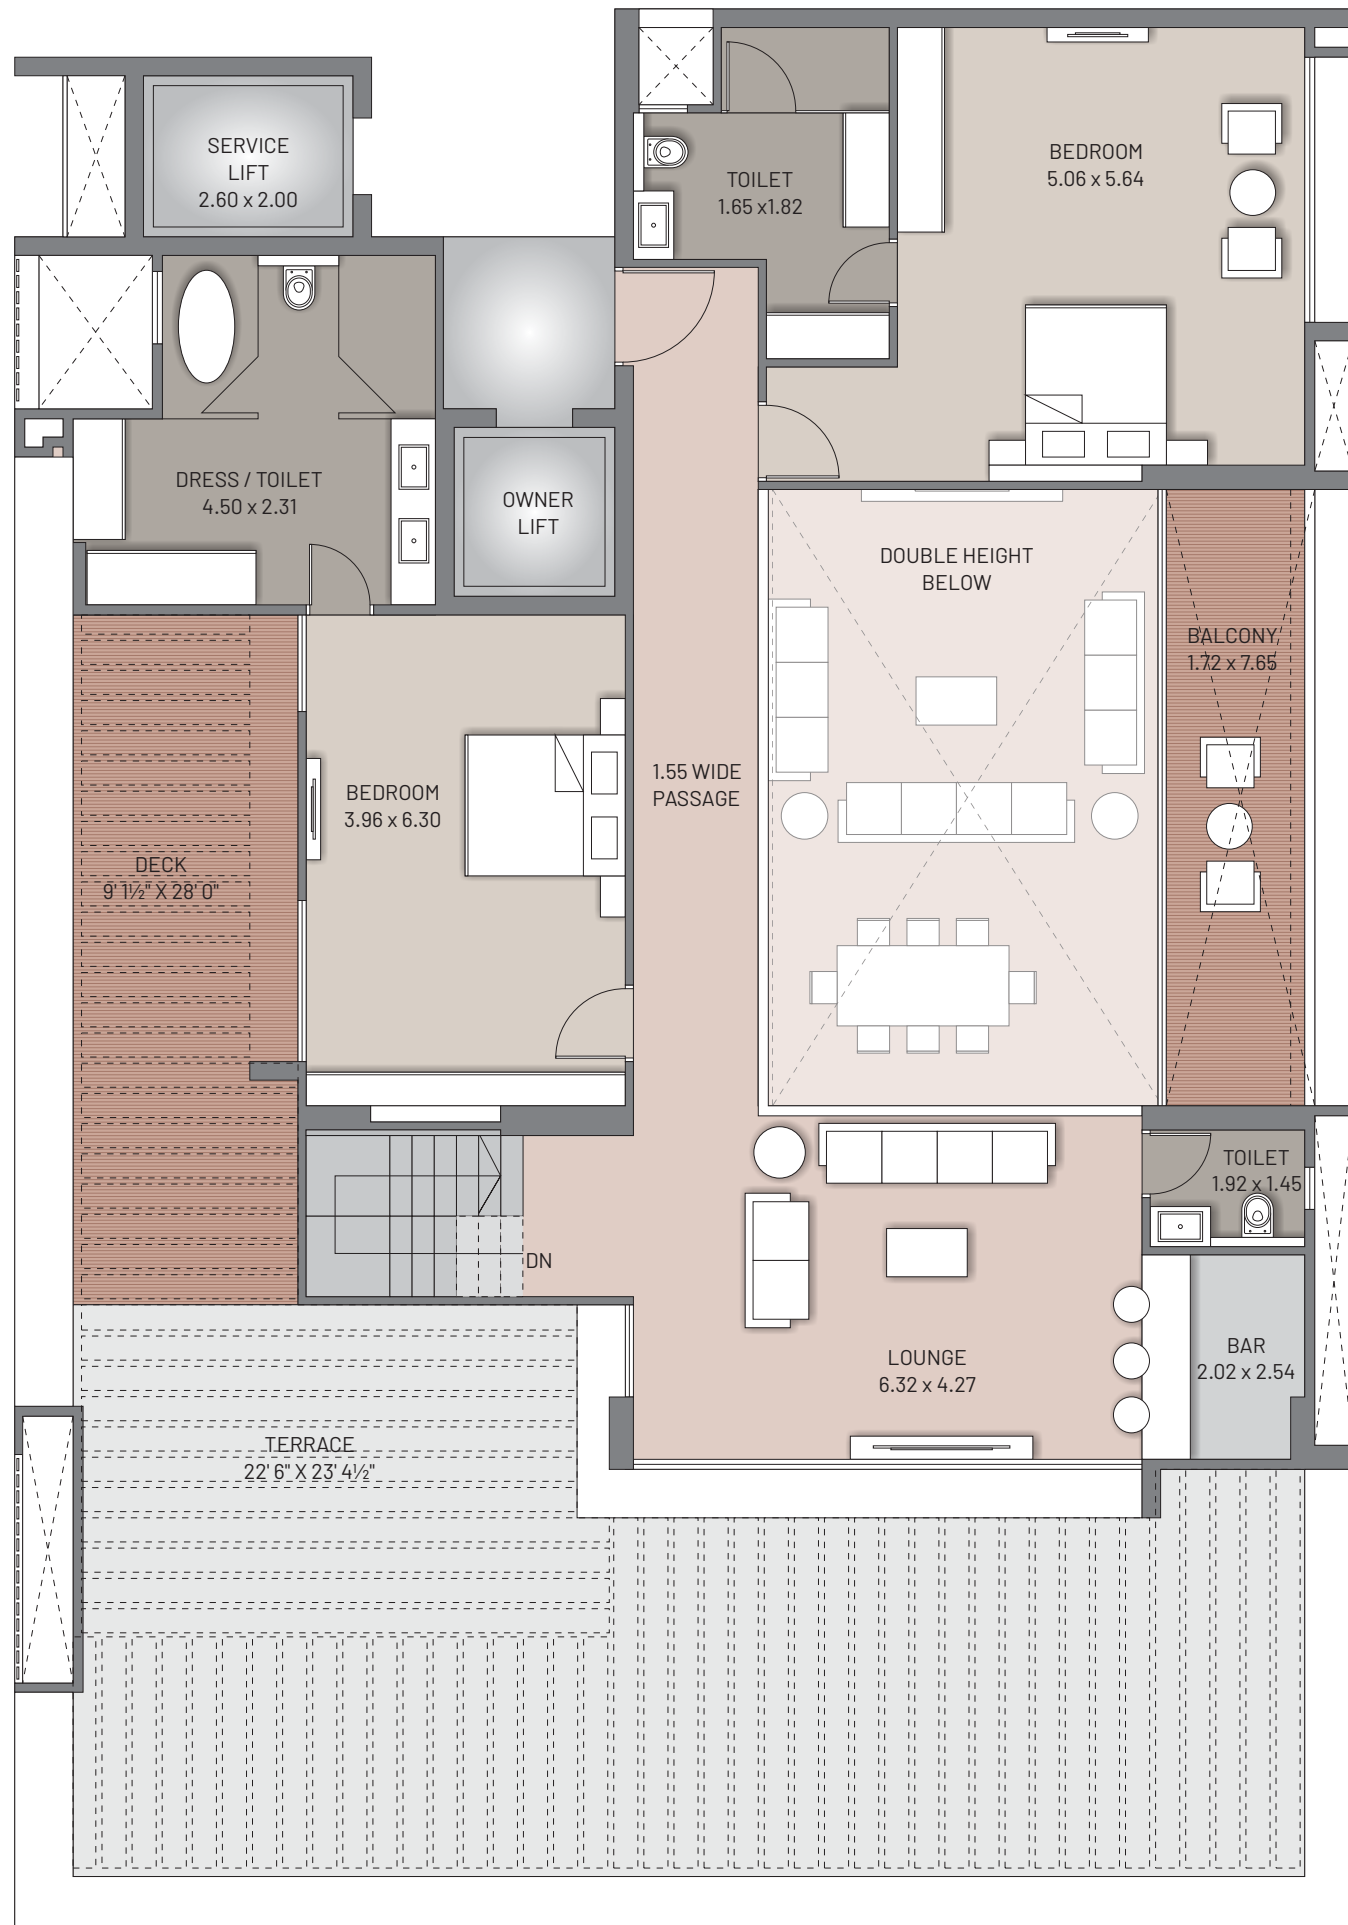 SERVICE
LIFT
2.60 x 2.00
TOILET
1.65 x1.82
BEDROOM
5.06 x 5.64
DRESS / TOILET
4.50 x 2.31
OWNER
LIFT
DOUBLE HEIGHT
BELOW
BALCONY
1.72 x 7.65
1.55 WIDE
PASSAGE
BEDROOM
3.96 x 6.30
DECK
9' 1½" X 28' 0"
TOILET
1.92 x 1.45
DN
LOUNGE
6.32 x 4.27
BAR
2.02 x 2.54
TERRACE
22' 6" X 23' 4½"